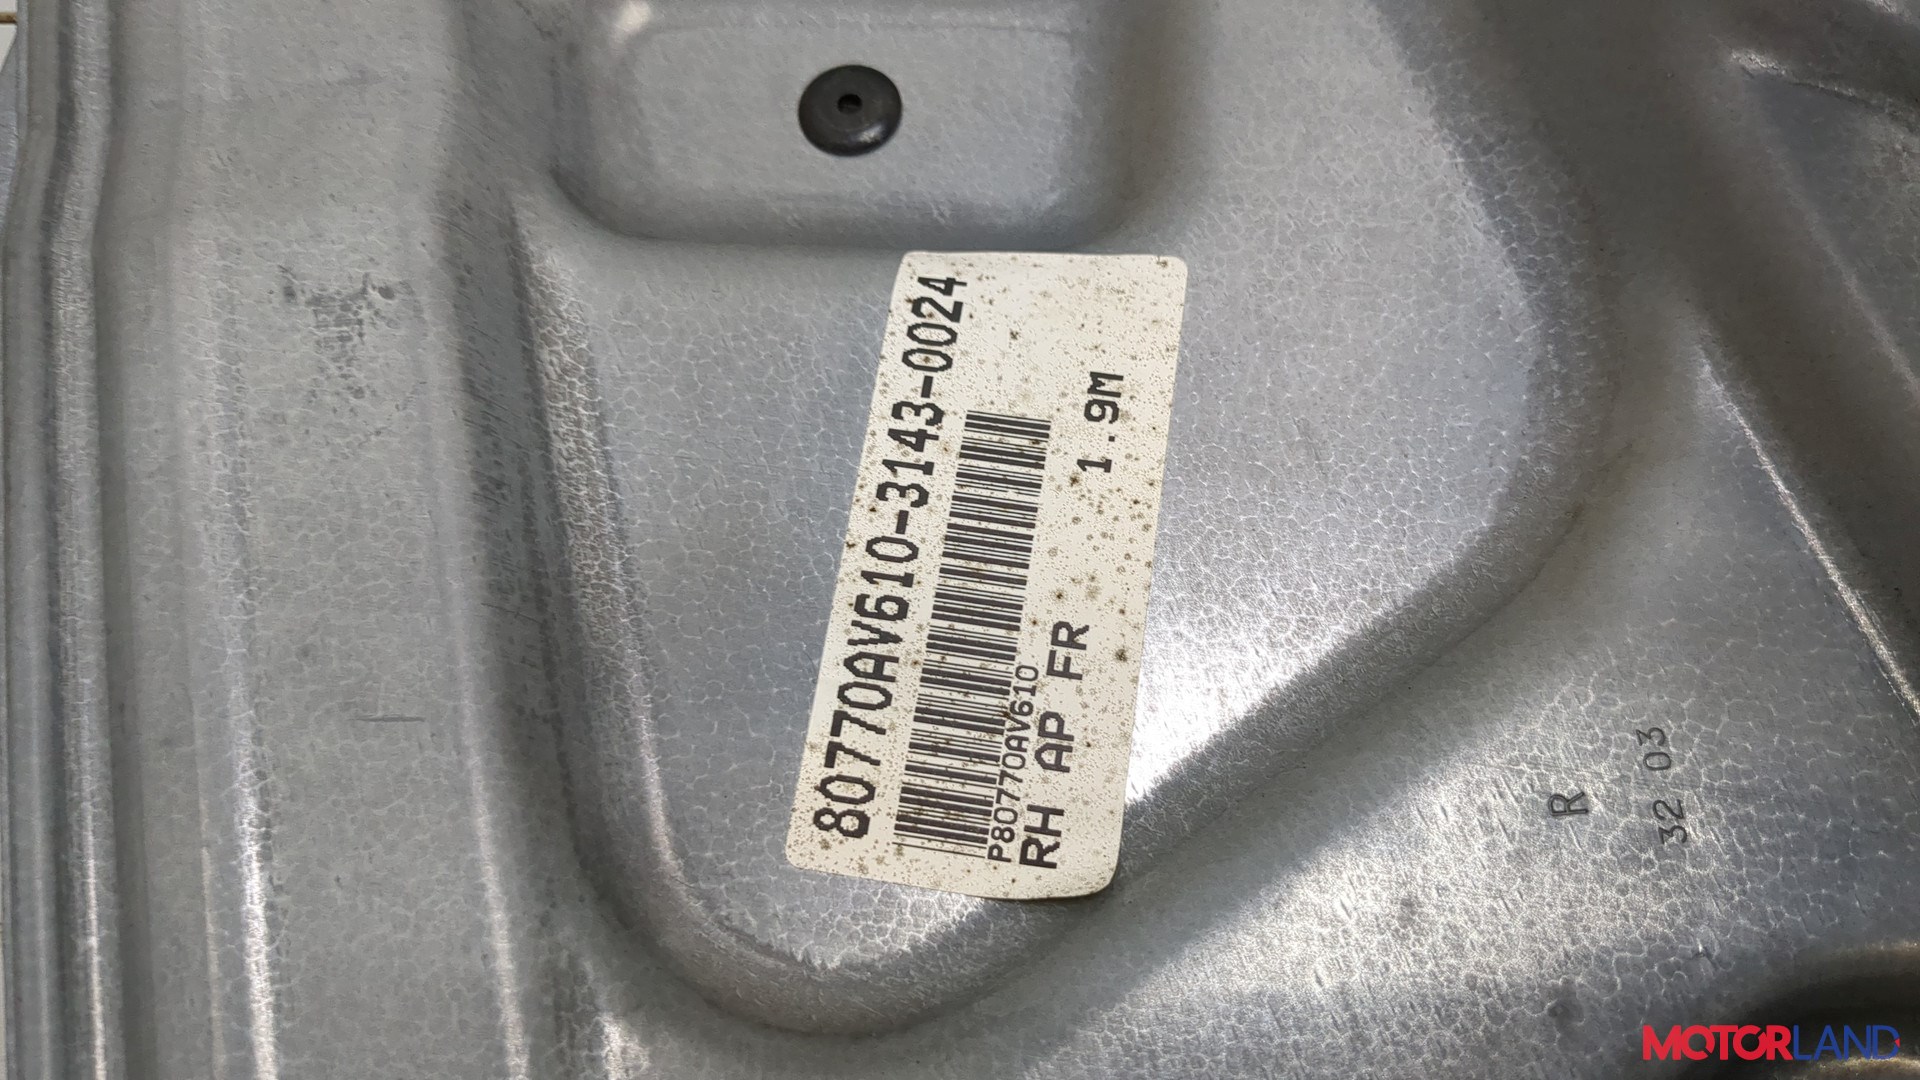 80770AV610-3143-0024
P80770AV610
RH AP FR 1.9M
R
32 03
MOTORLAND